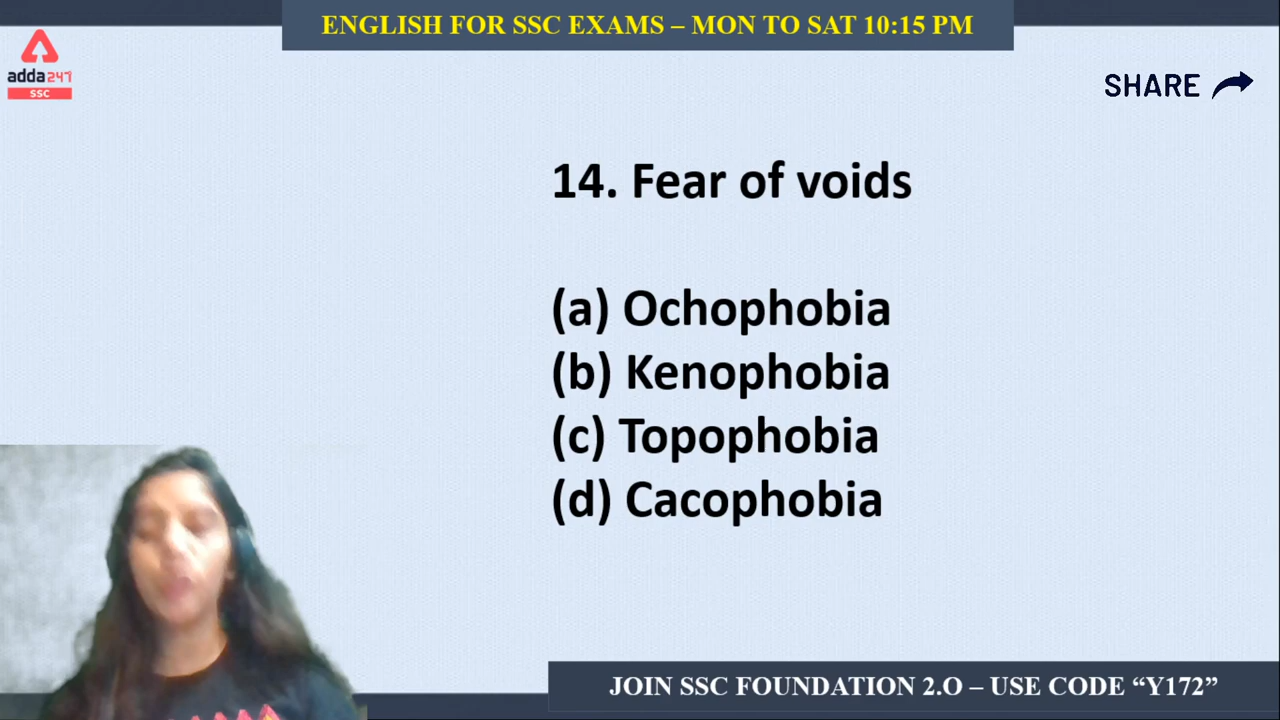 ENGLISH FOR SSC EXAMS – MON TO SAT 10:15 PM
adda247
SSC
SHARE
14. Fear of voids
(a) Ochophobia
(b) Kenophobia
(c) Topophobia
(d) Cacophobia
JOIN SSC FOUNDATION 2.O – USE CODE “Y172”